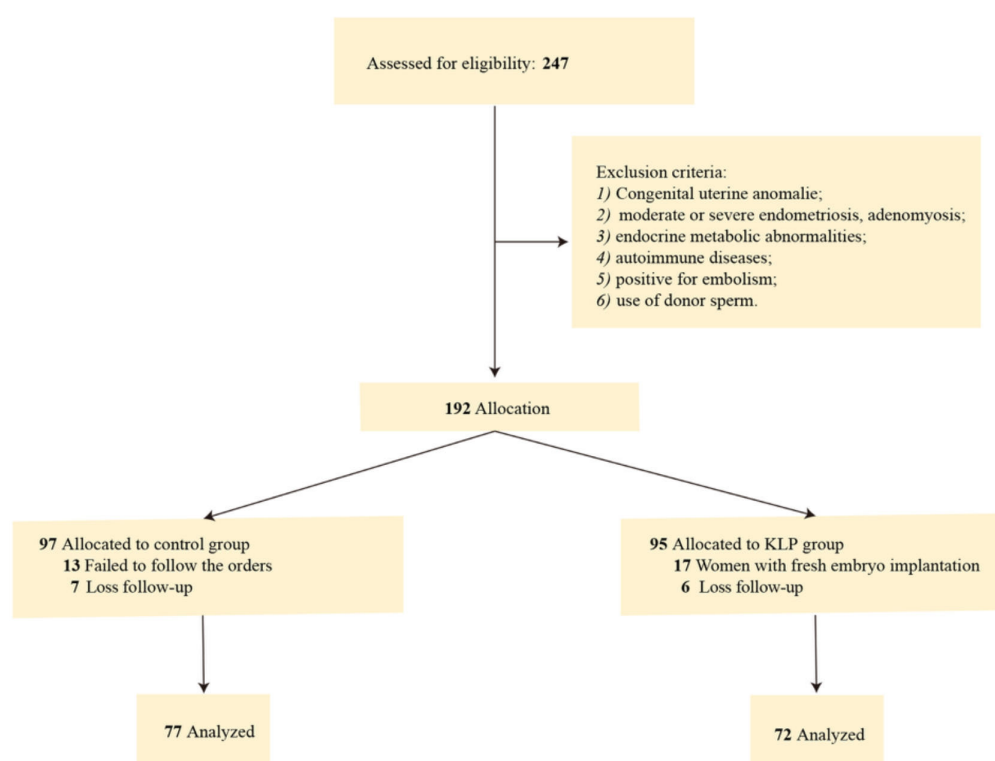 Assessed for eligibility: 247
Exclusion criteria:
1) Congenital uterine anomalie;
2) moderate or severe endometriosis, adenomyosis;
3) endocrine metabolic abnormalities;
4) autoimmune diseases;
5) positive for embolism;
6) use of donor sperm.
192 Allocation
97 Allocated to control group
13 Failed to follow the orders
7 Loss follow-up
95 Allocated to KLP group
17 Women with fresh embryo implantation
6 Loss follow-up
77 Analyzed
72 Analyzed